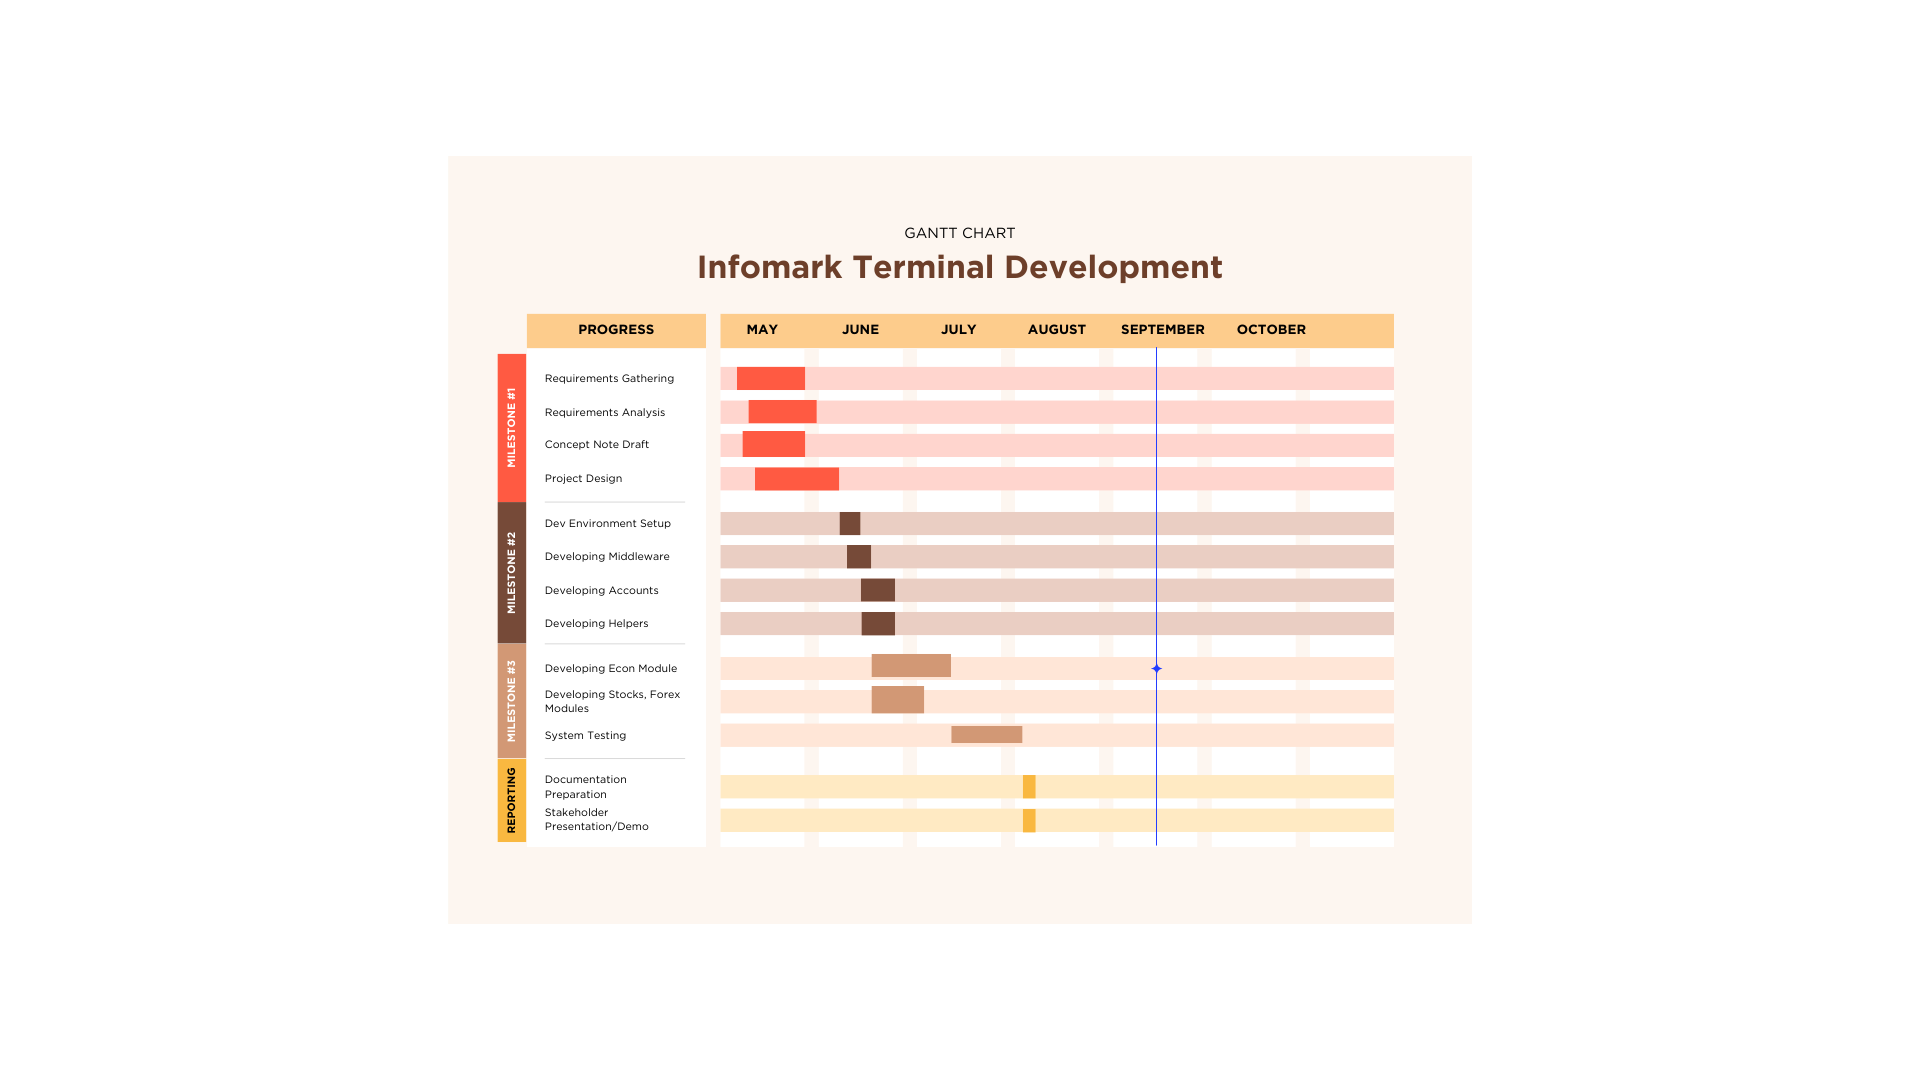 GANTT CHART
Infomark Terminal Development
PROGRESS
MAY
JUNE
JULY
AUGUST
SEPTEMBER
OCTOBER
MILESTONE #1
Requirements Gathering
Requirements Analysis
Concept Note Draft
Project Design
MILESTONE #2
Dev Environment Setup
Developing Middleware
Developing Accounts
Developing Helpers
MILESTONE #3
Developing Econ Module
Developing Stocks, Forex
Modules
System Testing
REPORTING
Documentation
Preparation
Stakeholder
Presentation/Demo